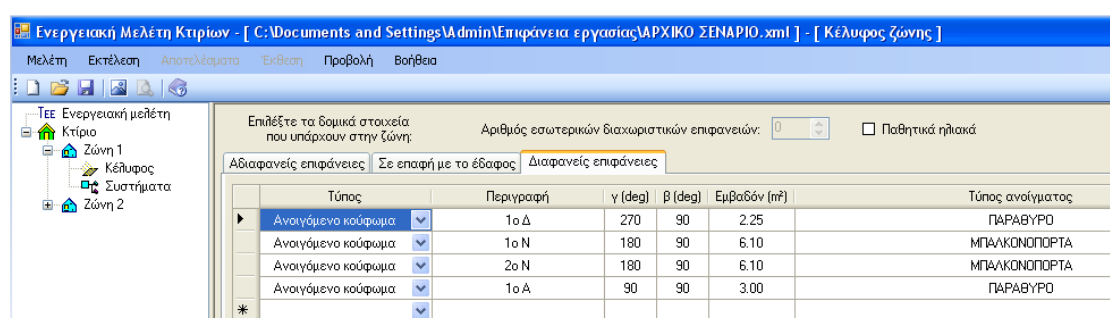 Ενεργειακή Μελέτη Κτιρίων - [ C:\Documents and Settings\Admin\Επιφάνεια εργασίας\ΑΡΧΙΚΟ ΣΕΝΑΡΙΟ.xml ] - [ Κέλυφος ζώνης ]
Μελέτη Εκτέλεση Αποτελέσματα Έκθεση Προβολή Βοήθεια
ΤΕΕ Ενεργειακή μελέτη
Κτίριο
Ζώνη 1
Κέλυφος
Συστήματα
Ζώνη 2
Επιλέξτε τα δομικά στοιχεία
που υπάρχουν στην ζώνη:
Αριθμός εσωτερικών διαχωριστικών επιφανειών: 0 Παθητικά ηλιακά
Αδιαφανείς επιφάνειες Σε επαφή με το έδαφος Διαφανείς επιφάνειες
Τύπος Περιγραφή γ (deg) β (deg) Εμβαδόν (m²) Τύπος ανοίγματος
Ανοιγόμενο κούφωμα 1ο Δ 270 90 2.25 ΠΑΡΑΘΥΡΟ
Ανοιγόμενο κούφωμα 1ο Ν 180 90 6.10 ΜΠΑΛΚΟΝΟΠΟΡΤΑ
Ανοιγόμενο κούφωμα 2ο Ν 180 90 6.10 ΜΠΑΛΚΟΝΟΠΟΡΤΑ
Ανοιγόμενο κούφωμα 1ο Α 90 90 3.00 ΠΑΡΑΘΥΡΟ